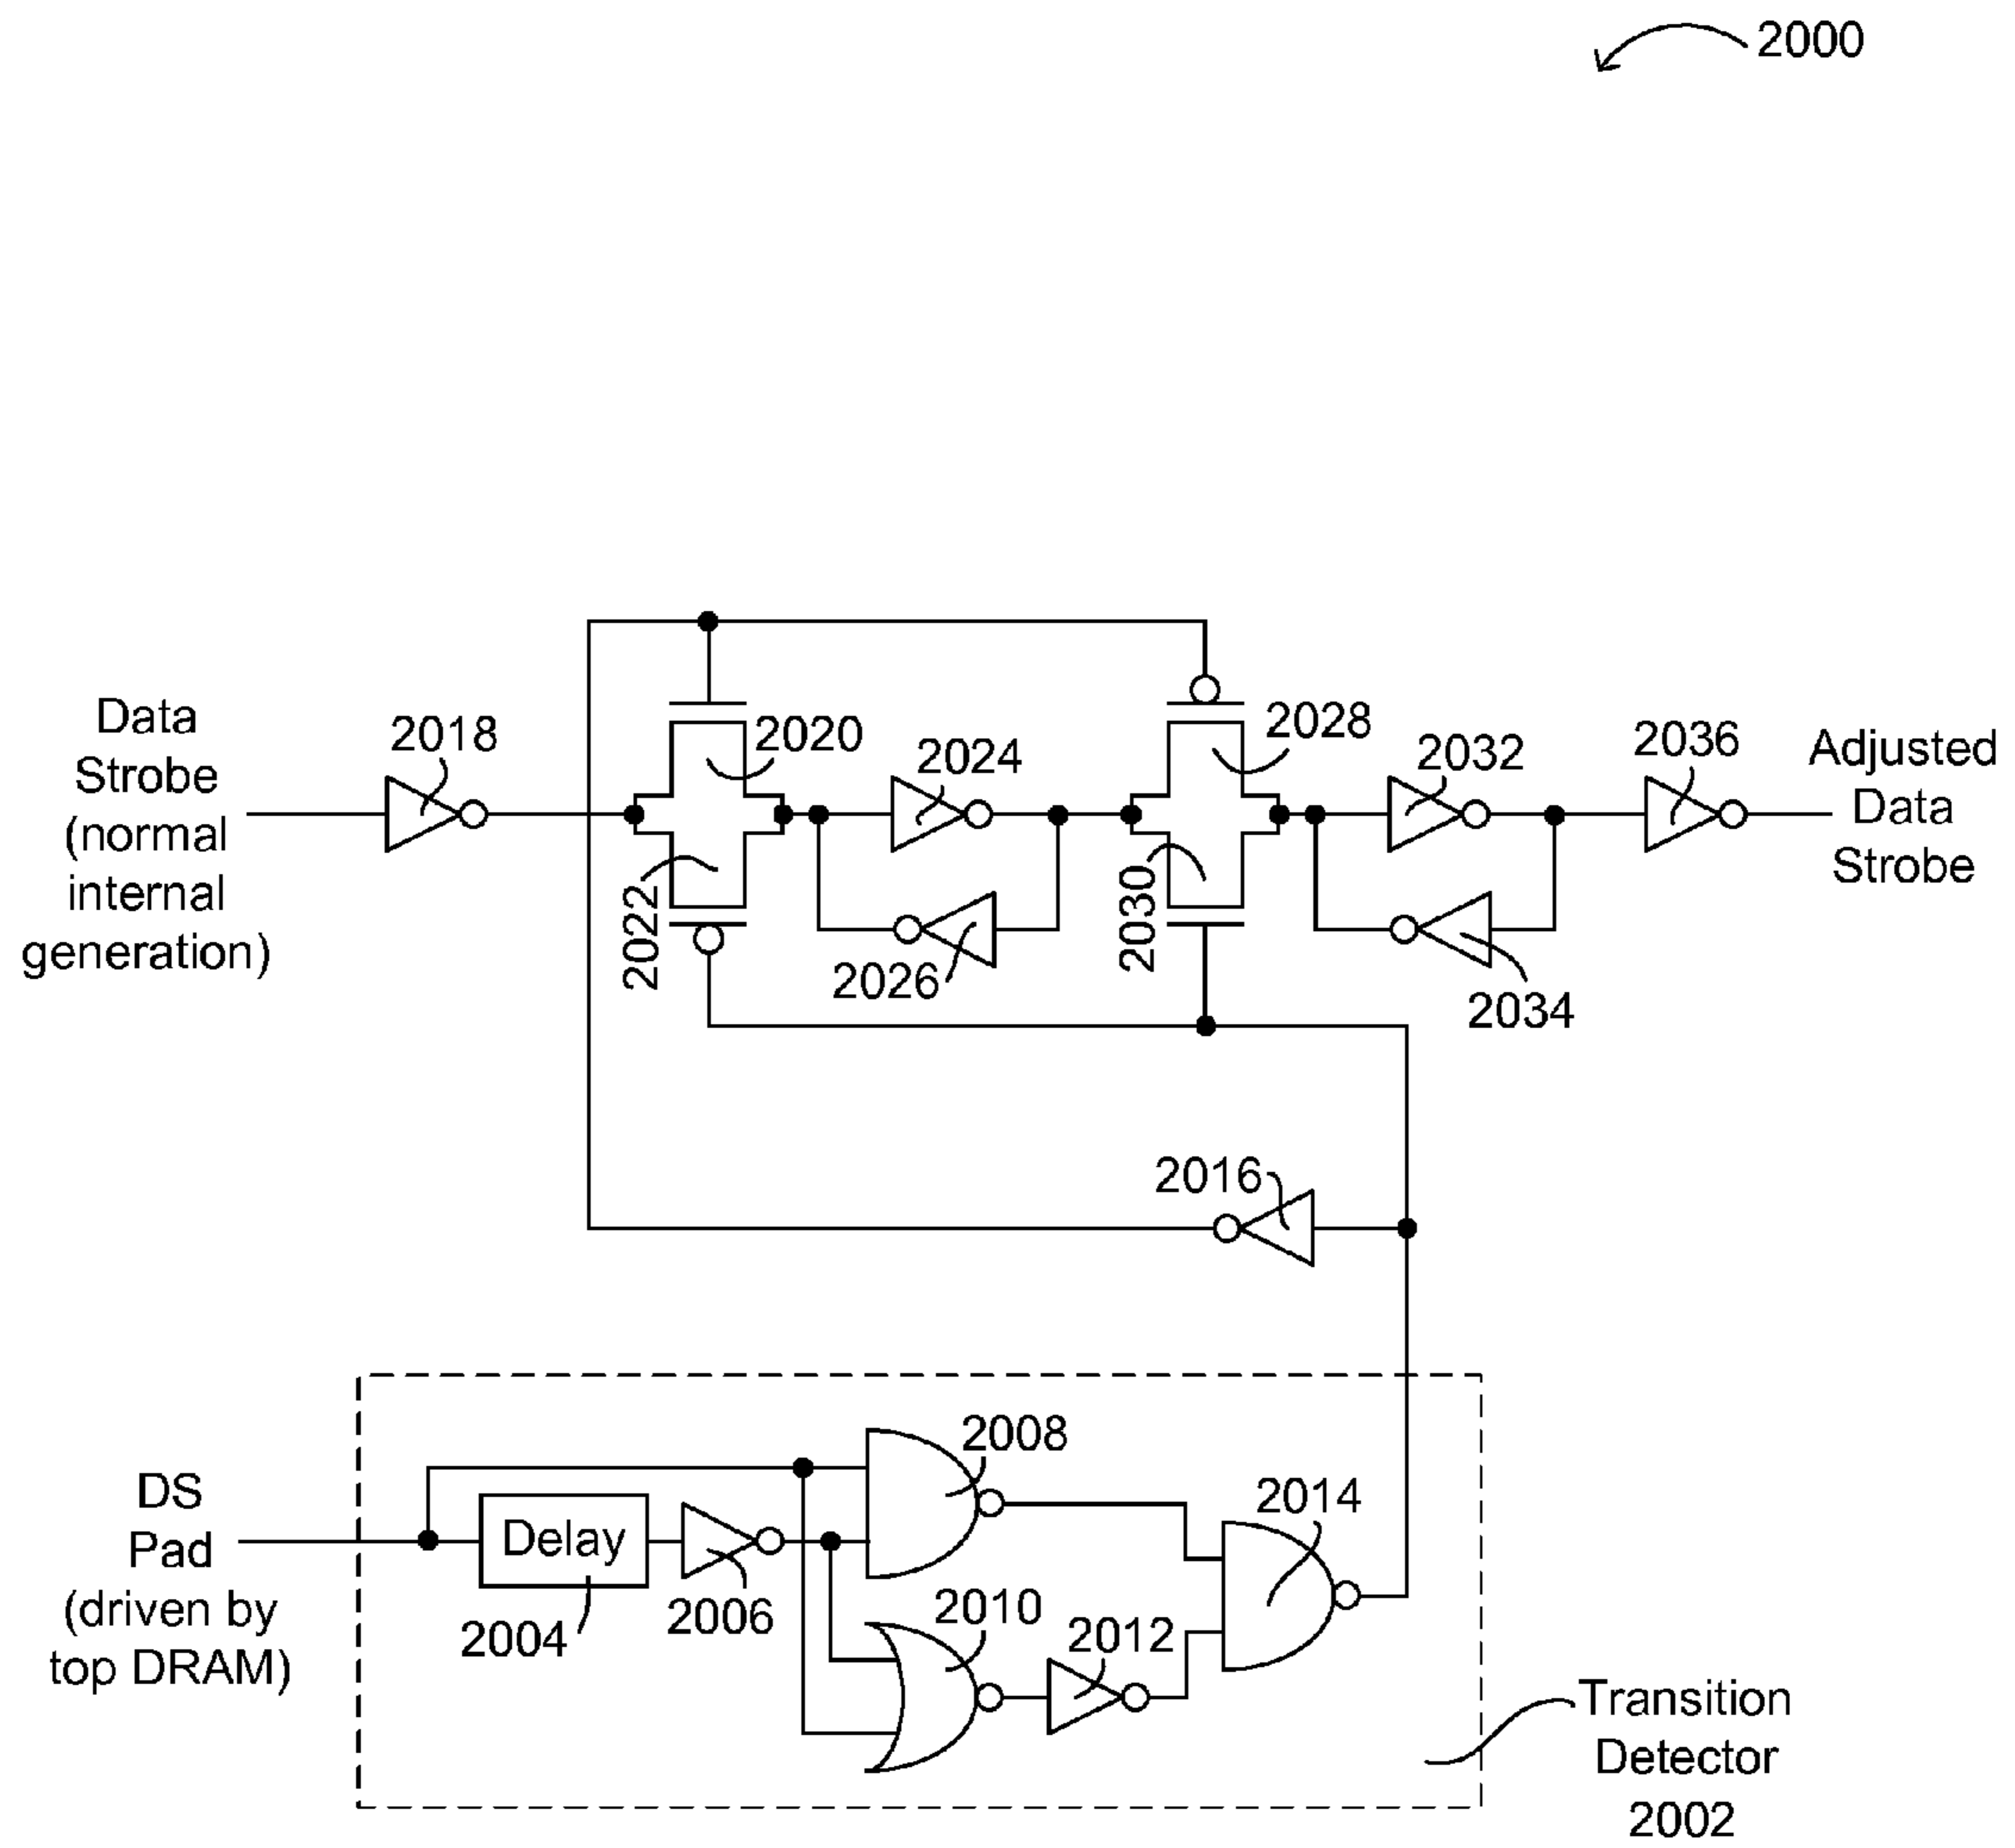 2000
Data
Strobe
(normal
internal
generation)
2018
2020
2022
2024
2026
2028
2030
2032
2034
2036
Adjusted
Data
Strobe
2016
DS
Pad
(driven by
top DRAM)
Delay
2004
2006
2008
2010
2012
2014
Transition
Detector
2002